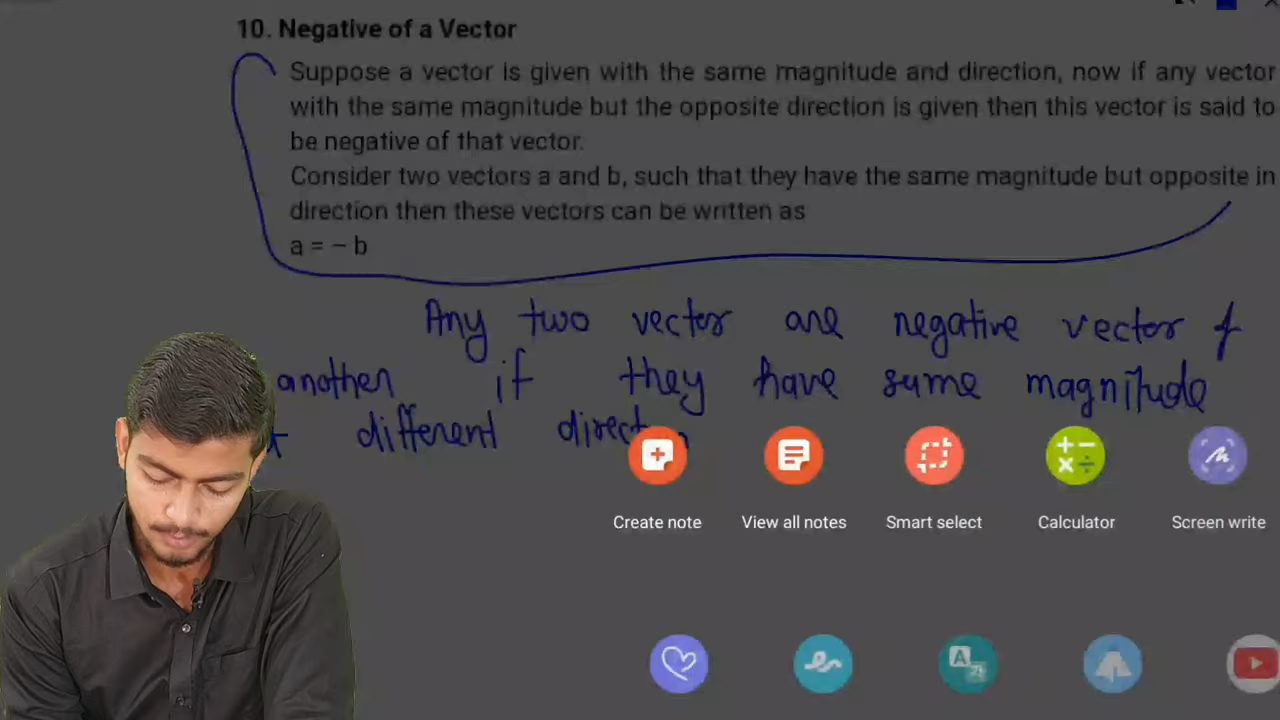 10. Negative of a Vector
Suppose a vector is given with the same magnitude and direction, now if any vector
with the same magnitude but the opposite direction is given then this vector is said to
be negative of that vector.
Consider two vectors a and b, such that they have the same magnitude but opposite in
direction then these vectors can be written as
a = − b
Any two vector are negative vector of
another if they have same magnitude
different
Create note View all notes Smart select Calculator Screen write
A